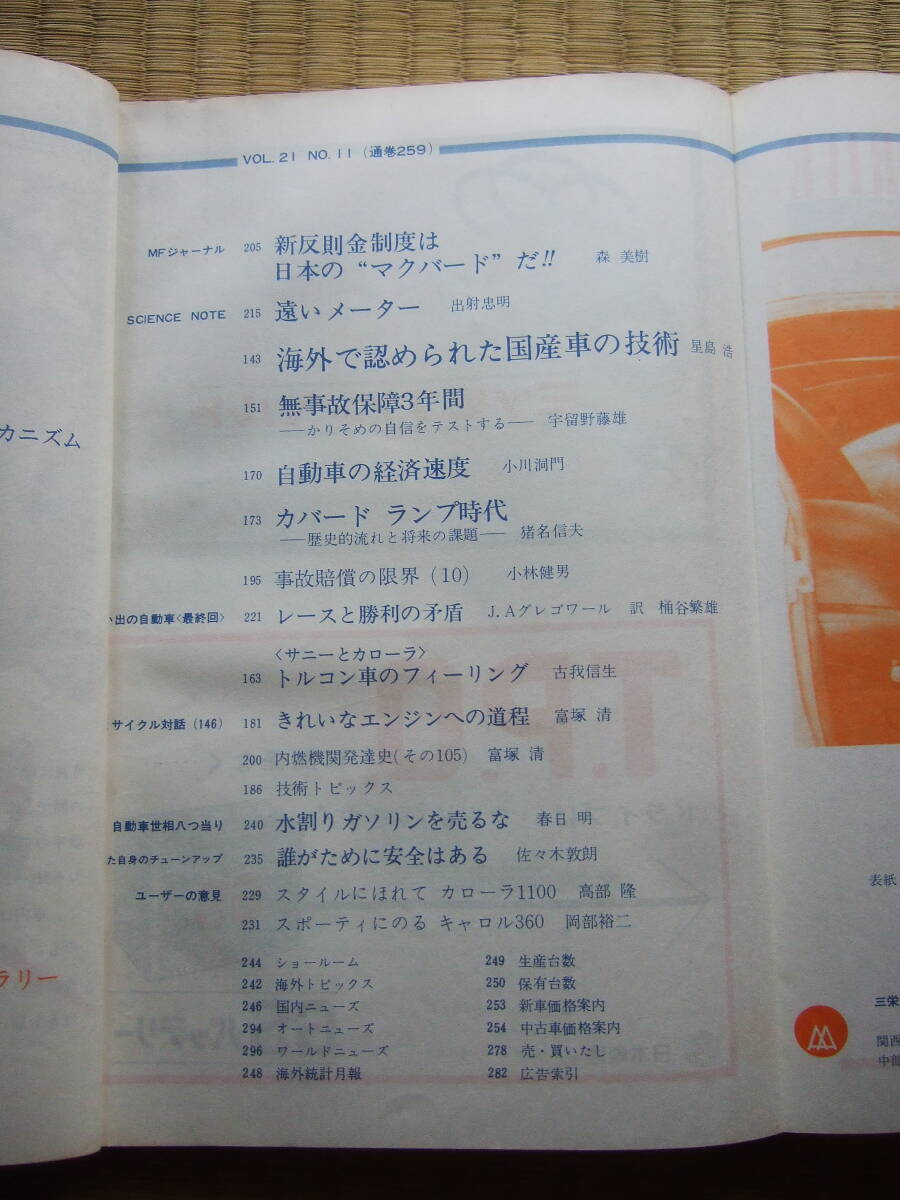 VOL. 21 NO. 11 (通巻259)
MFジャーナル 205 新反則金制度は
日本の“マクバード”だ!! 森 美樹
SCIENCE NOTE 215 遠いメーター 出射忠明
143 海外で認められた国産車の技術 星島 浩
151 無事故保障3年間
——かりそめの自信をテストする—— 宇留野藤雄
170 自動車の経済速度 小川洞門
173 カバード ランプ時代
——歴史的流れと将来の課題—— 猪名信夫
195 事故賠償の限界 (10) 小林健男
い出の自動車〈最終回〉 221 レースと勝利の矛盾 J.Aグレゴワール 訳 桶谷繁雄
〈サニーとカローラ〉
163 トルコン車のフィーリング 古我信生
サイクル対話 (146) 181 きれいなエンジンへの道程 富塚 清
200 内燃機関発達史(その105) 富塚 清
186 技術トピックス
自動車世相八つ当り 240 水割りガソリンを売るな 春日 明
た自身のチューンアップ 235 誰がために安全はある 佐々木敦朗
ユーザーの意見 229 スタイルにほれて カローラ1100 高部 隆
231 スポーティにのる キャロル360 岡部裕二
244 ショールーム
242 海外トピックス
246 国内ニューズ
294 オートニューズ
296 ワールドニューズ
248 海外統計月報
249 生産台数
250 保有台数
253 新車価格案内
254 中古車価格案内
278 売・買いたし
282 広告索引
カニズム
ラリー
表紙
三栄
関西
中部